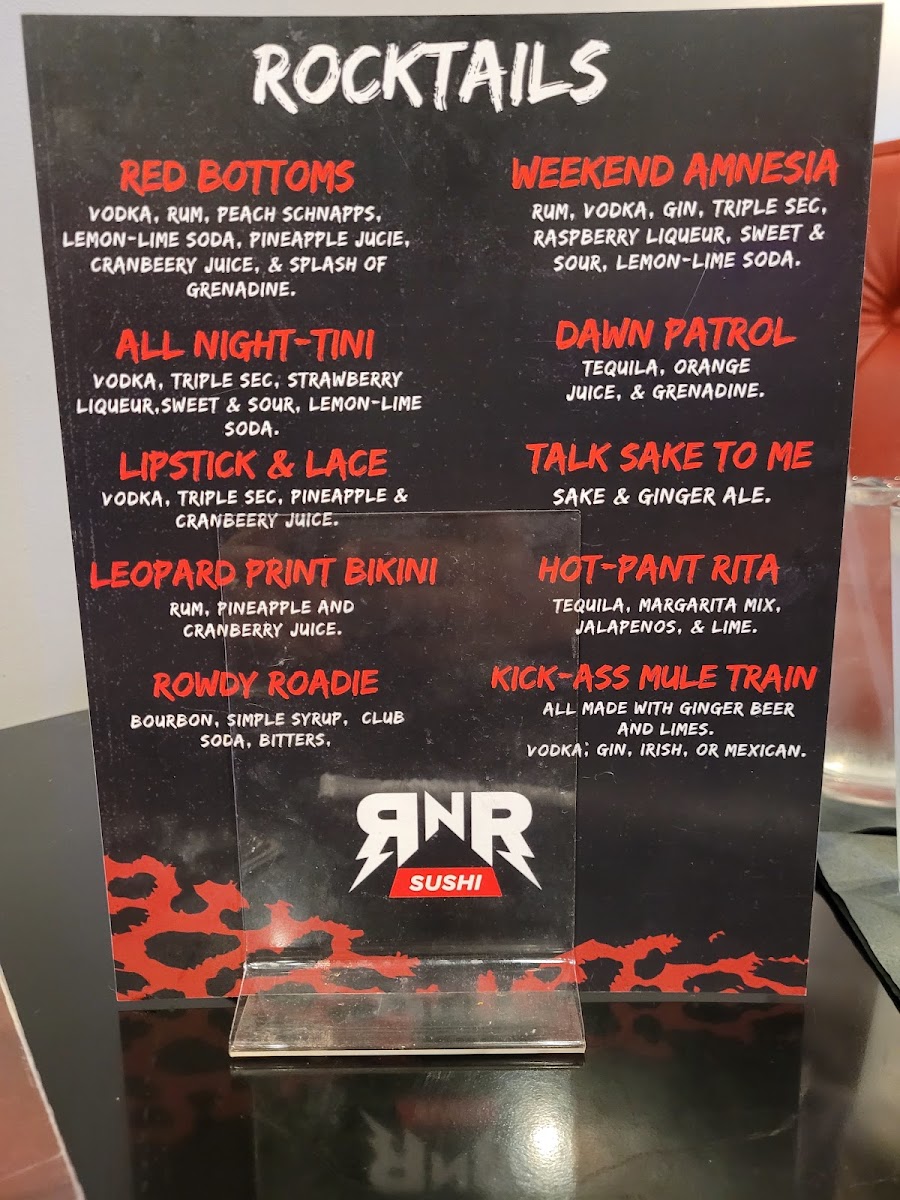 ROCKTAILS
RED BOTTOMS
VODKA, RUM, PEACH SCHNAPPS,
LEMON-LIME SODA, PINEAPPLE JUCIE,
CRANBEERY JUICE, & SPLASH OF
GRENADINE.
ALL NIGHT-TINI
VODKA, TRIPLE SEC, STRAWBERRY
LIQUEUR,SWEET & SOUR, LEMON-LIME
SODA.
LIPSTICK & LACE
VODKA, TRIPLE SEC, PINEAPPLE &
CRANBEERY JUICE.
LEOPARD PRINT BIKINI
RUM, PINEAPPLE AND
CRANBERRY JUICE.
ROWDY ROADIE
BOURBON, SIMPLE SYRUP, CLUB
SODA, BITTERS,
WEEKEND AMNESIA
RUM, VODKA, GIN, TRIPLE SEC,
RASPBERRY LIQUEUR, SWEET &
SOUR, LEMON-LIME SODA.
DAWN PATROL
TEQUILA, ORANGE
JUICE, & GRENADINE.
TALK SAKE TO ME
SAKE & GINGER ALE.
HOT-PANT RITA
TEQUILA, MARGARITA MIX,
JALAPENOS, & LIME.
KICK-ASS MULE TRAIN
ALL MADE WITH GINGER BEER
AND LIMES.
VODKA; GIN, IRISH, OR MEXICAN.
RNR
SUSHI